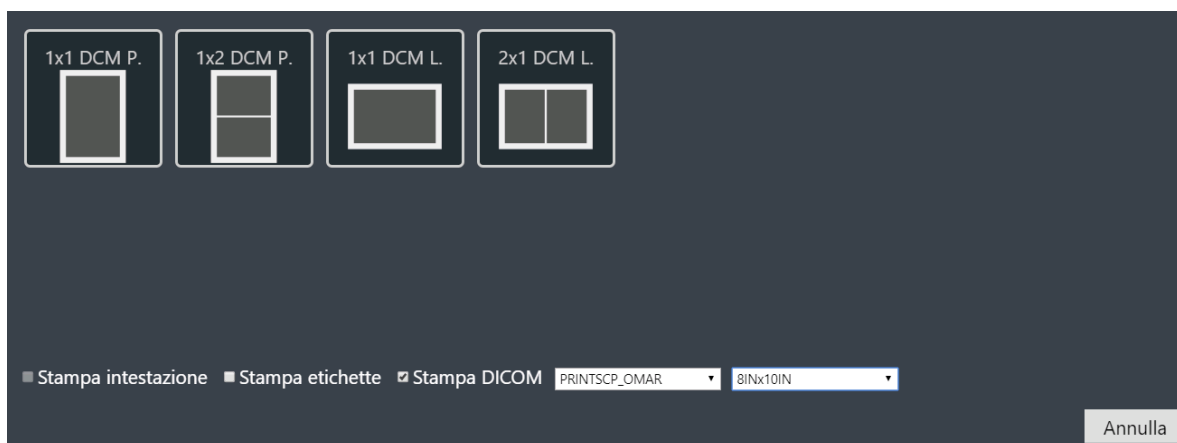 1x1 DCM P. 1x2 DCM P. 1x1 DCM L. 2x1 DCM L.
Stampa intestazione Stampa etichette Stampa DICOM PRINTSCP_OMAR 8INx10IN
Annulla